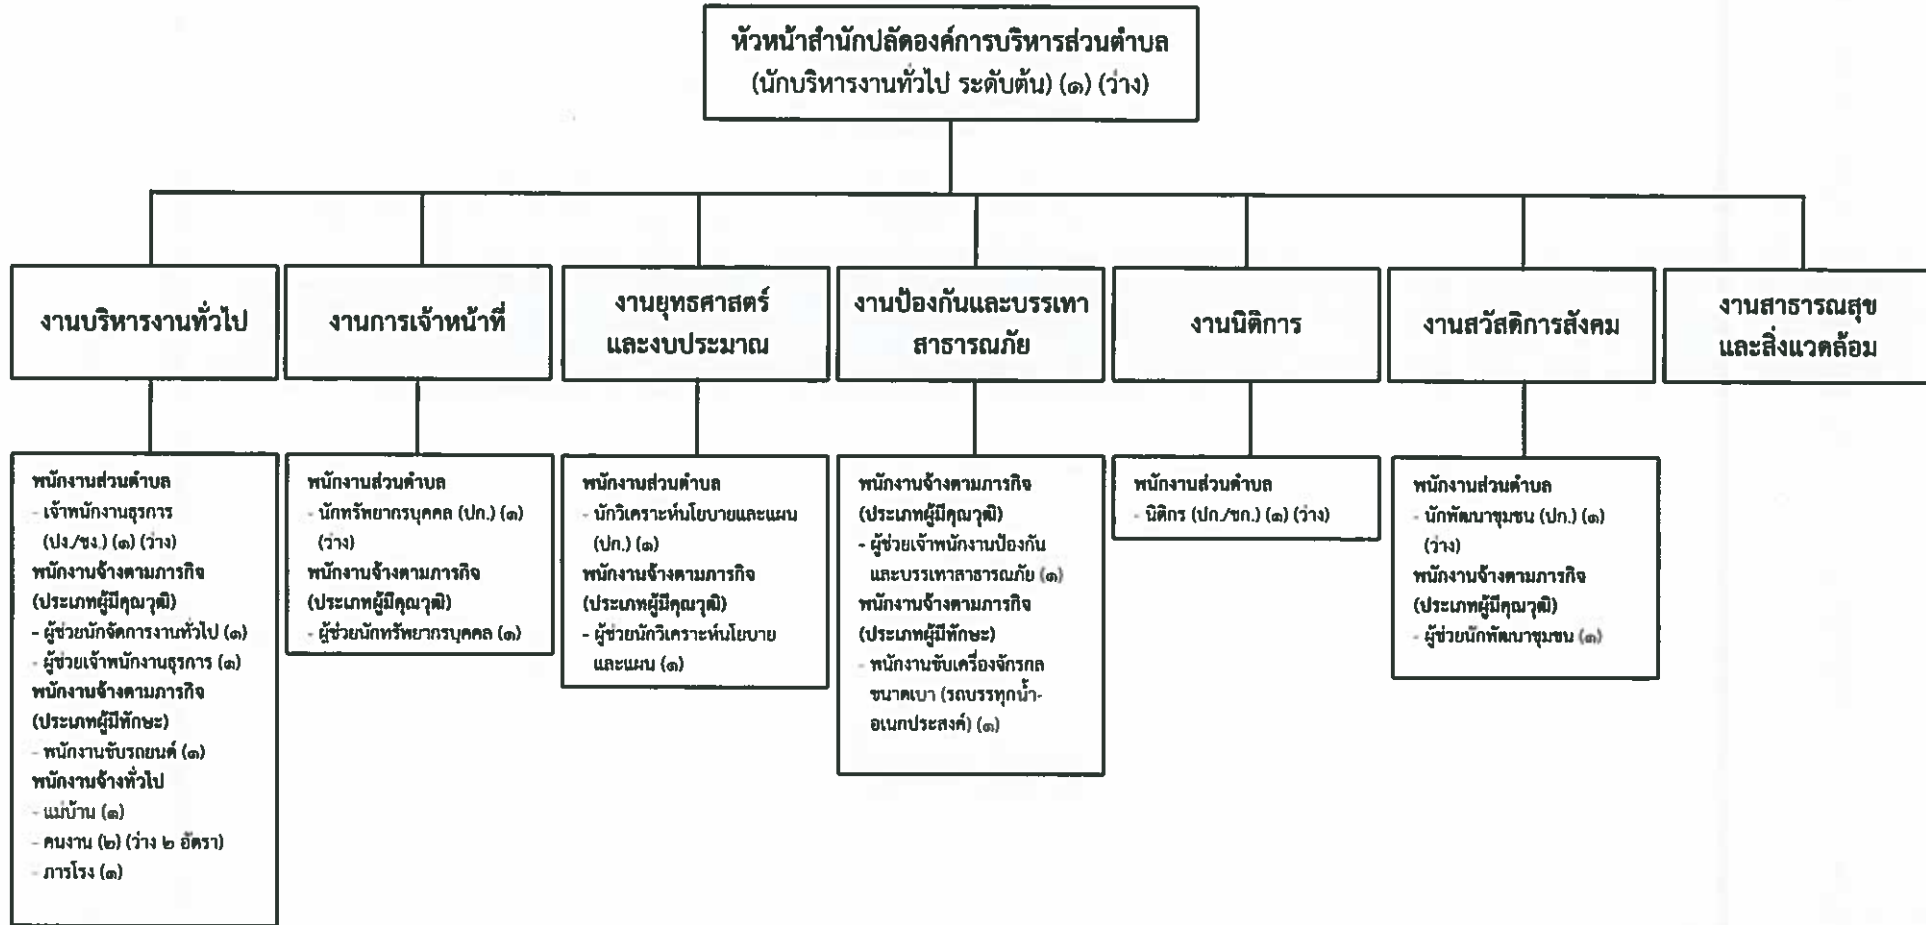 หัวหน้าสำนักปลัดองค์การบริหารส่วนตำบล
(นักบริหารงานทั่วไป ระดับต้น) (๑) (ว่าง)
งานบริหารงานทั่วไป
งานการเจ้าหน้าที่
งานยุทธศาสตร์
และงบประมาณ
งานป้องกันและบรรเทา
สาธารณภัย
งานนิติการ
งานสวัสดิการสังคม
งานสาธารณสุข
และสิ่งแวดล้อม
พนักงานส่วนตำบล
- เจ้าพนักงานธุรการ
(ปง./ชง.) (๑) (ว่าง)
พนักงานจ้างตามภารกิจ
(ประเภทผู้มีคุณวุฒิ)
- ผู้ช่วยนักจัดการงานทั่วไป (๑)
- ผู้ช่วยเจ้าพนักงานธุรการ (๑)
พนักงานจ้างตามภารกิจ
(ประเภทผู้มีทักษะ)
- พนักงานขับรถยนต์ (๑)
พนักงานจ้างทั่วไป
- แม่บ้าน (๑)
- คนงาน (๒) (ว่าง ๒ อัตรา)
- ภารโรง (๑)
พนักงานส่วนตำบล
- นักทรัพยากรบุคคล (ปก.) (๑)
(ว่าง)
พนักงานจ้างตามภารกิจ
(ประเภทผู้มีคุณวุฒิ)
- ผู้ช่วยนักทรัพยากรบุคคล (๑)
พนักงานส่วนตำบล
- นักวิเคราะห์นโยบายและแผน
(ปก.) (๑)
พนักงานจ้างตามภารกิจ
(ประเภทผู้มีคุณวุฒิ)
- ผู้ช่วยนักวิเคราะห์นโยบาย
และแผน (๑)
พนักงานจ้างตามภารกิจ
(ประเภทผู้มีคุณวุฒิ)
- ผู้ช่วยเจ้าพนักงานป้องกัน
และบรรเทาสาธารณภัย (๑)
พนักงานจ้างตามภารกิจ
(ประเภทผู้มีทักษะ)
- พนักงานขับเครื่องจักรกล
ขนาดเบา (รถบรรทุกน้ำ-
อเนกประสงค์) (๑)
พนักงานส่วนตำบล
- นิติกร (ปก./ชก.) (๑) (ว่าง)
พนักงานส่วนตำบล
- นักพัฒนาชุมชน (ปก.) (๑)
(ว่าง)
พนักงานจ้างตามภารกิจ
(ประเภทผู้มีคุณวุฒิ)
- ผู้ช่วยนักพัฒนาชุมชน (๑)